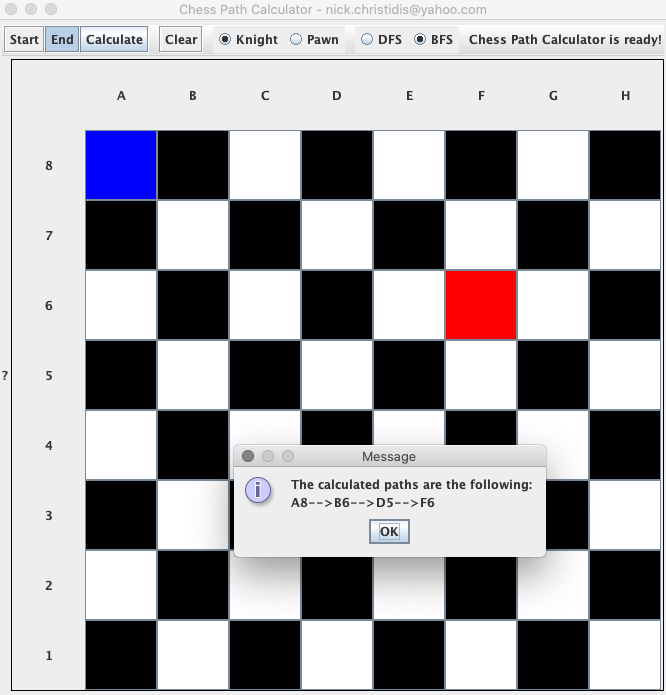 Chess Path Calculator - nick.christidis@yahoo.com
Start End Calculate Clear Knight Pawn DFS BFS Chess Path Calculator is ready!
A B C D E F G H
8
7
6
? 5
4
Message
The calculated paths are the following:
3
A8-->B6-->D5-->F6
OK
2
1